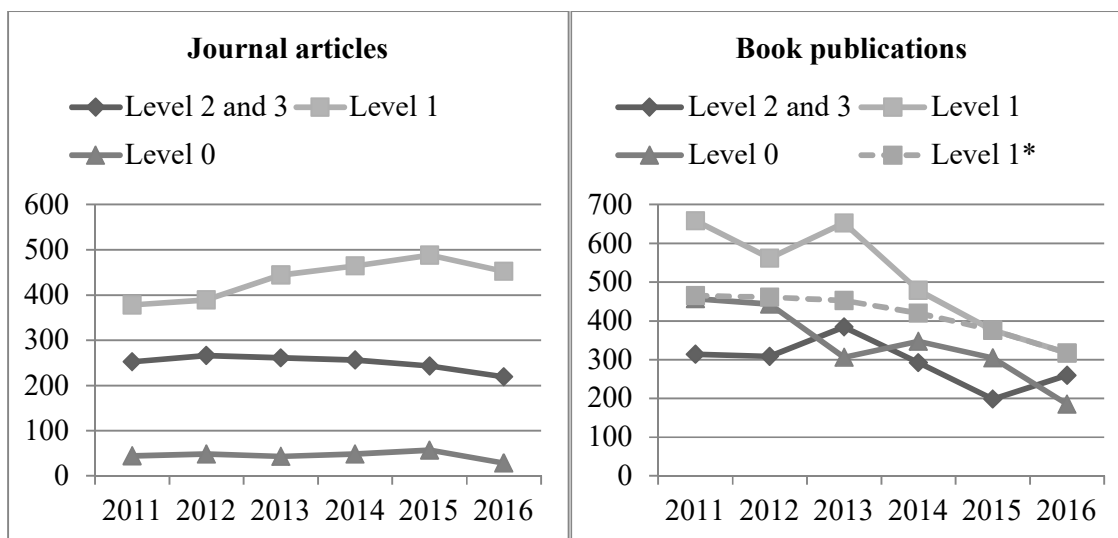 Journal articles
Level 2 and 3 Level 1
Level 0
600
500
400
300
200
100
0
2011 2012 2013 2014 2015 2016
Book publications
Level 2 and 3 Level 1
Level 0 Level 1*
700
600
500
400
300
200
100
0
2011 2012 2013 2014 2015 2016